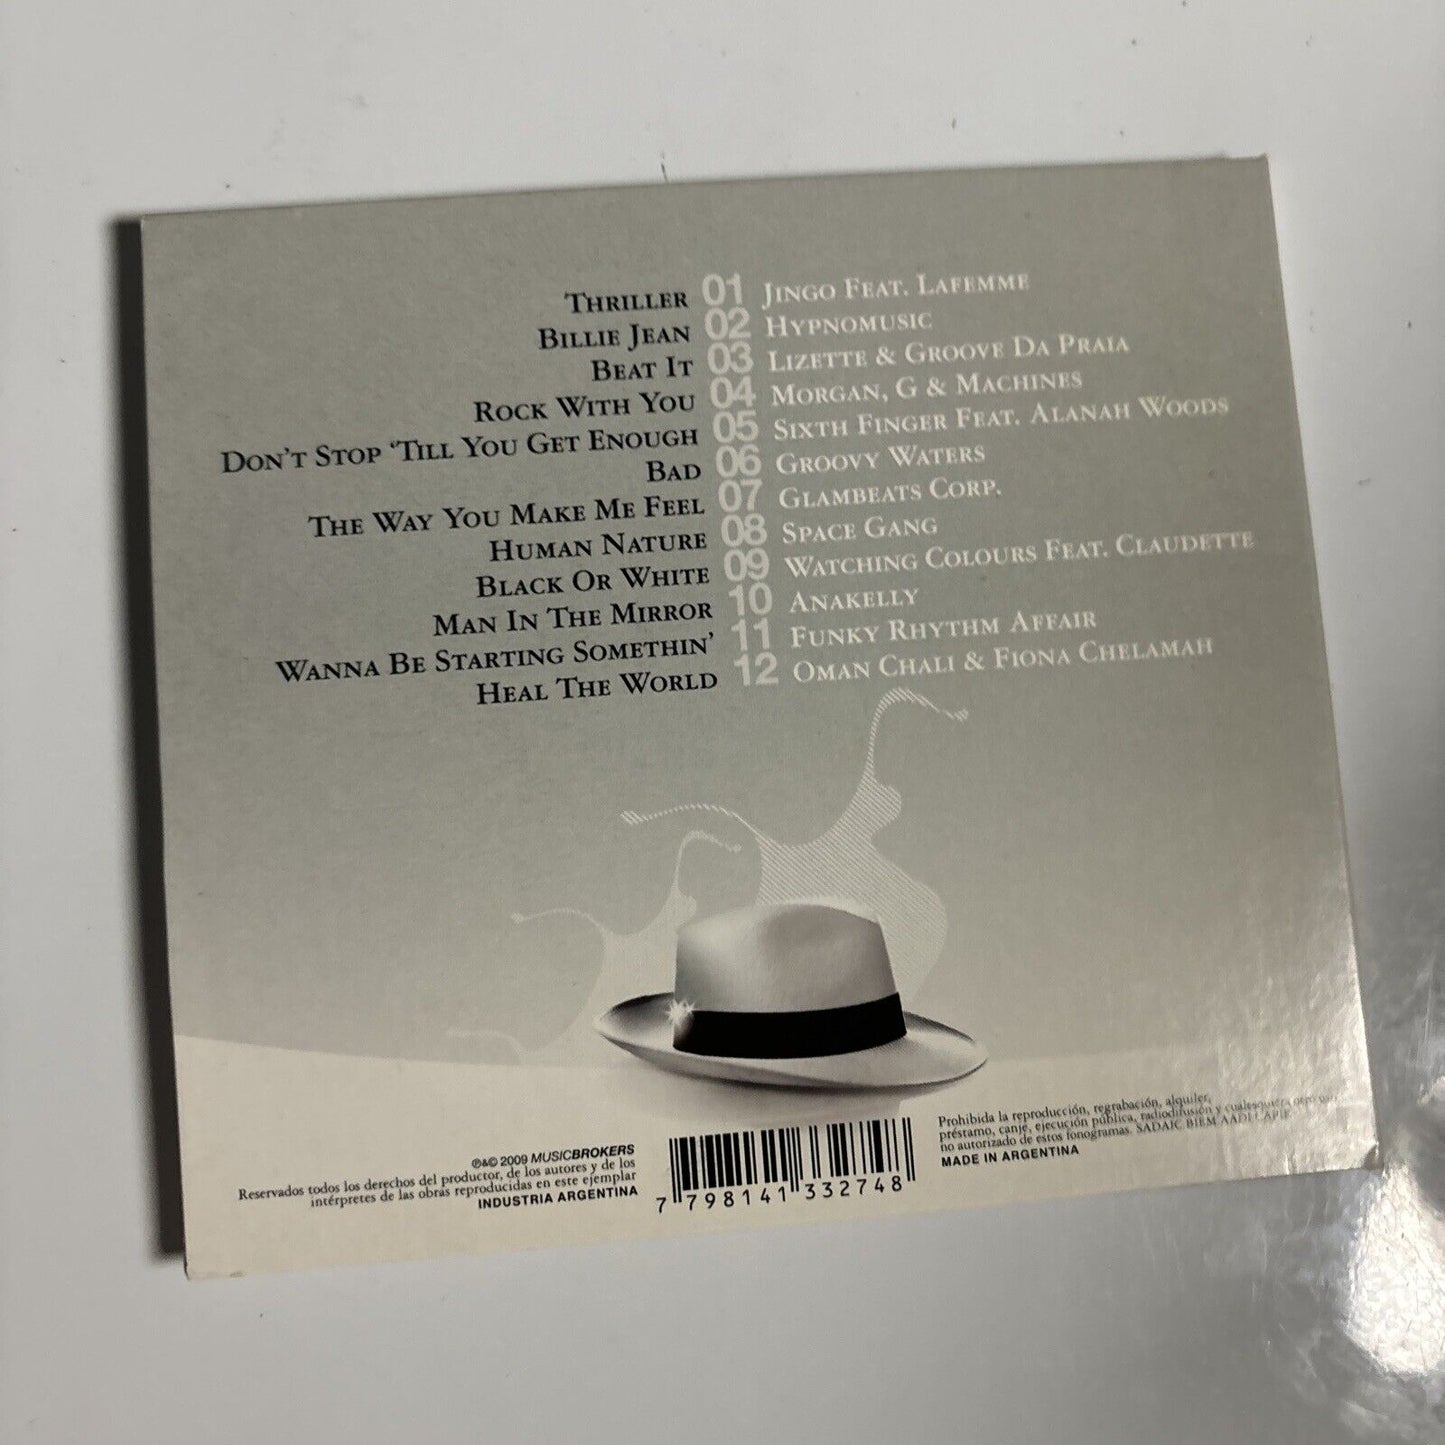 THRILLER 01 JINGO FEAT. LAFEMME
BILLIE JEAN 02 HYPNOMUSIC
BEAT IT 03 LIZETTE & GROOVE DA PRAIA
ROCK WITH YOU 04 MORGAN, G & MACHINES
DON'T STOP 'TILL YOU GET ENOUGH 05 SIXTH FINGER FEAT. ALANAH WOODS
BAD 06 GROOVY WATERS
THE WAY YOU MAKE ME FEEL 07 GLAMBEATS CORP.
HUMAN NATURE 08 SPACE GANG
BLACK OR WHITE 09 WATCHING COLOURS FEAT. CLAUDETTE
MAN IN THE MIRROR 10 ANAKELLY
WANNA BE STARTING SOMETHIN' 11 FUNKY RHYTHM AFFAIR
HEAL THE WORLD 12 OMAN CHALI & FIONA CHELAMAH
℗&© 2009 MUSICBROKERS
Reservados todos los derechos del productor, de los autores y de los
intérpretes de las obras reproducidas en este ejemplar
INDUSTRIA ARGENTINA
7 798141 332748
Prohibida la reproducción, regrabación, alquiler,
préstamo, canje, ejecución pública, radiodifusión y cualesquiera otro uso
no autorizado de estos fonogramas. SADAIC BIEM AADI CAPIF
MADE IN ARGENTINA